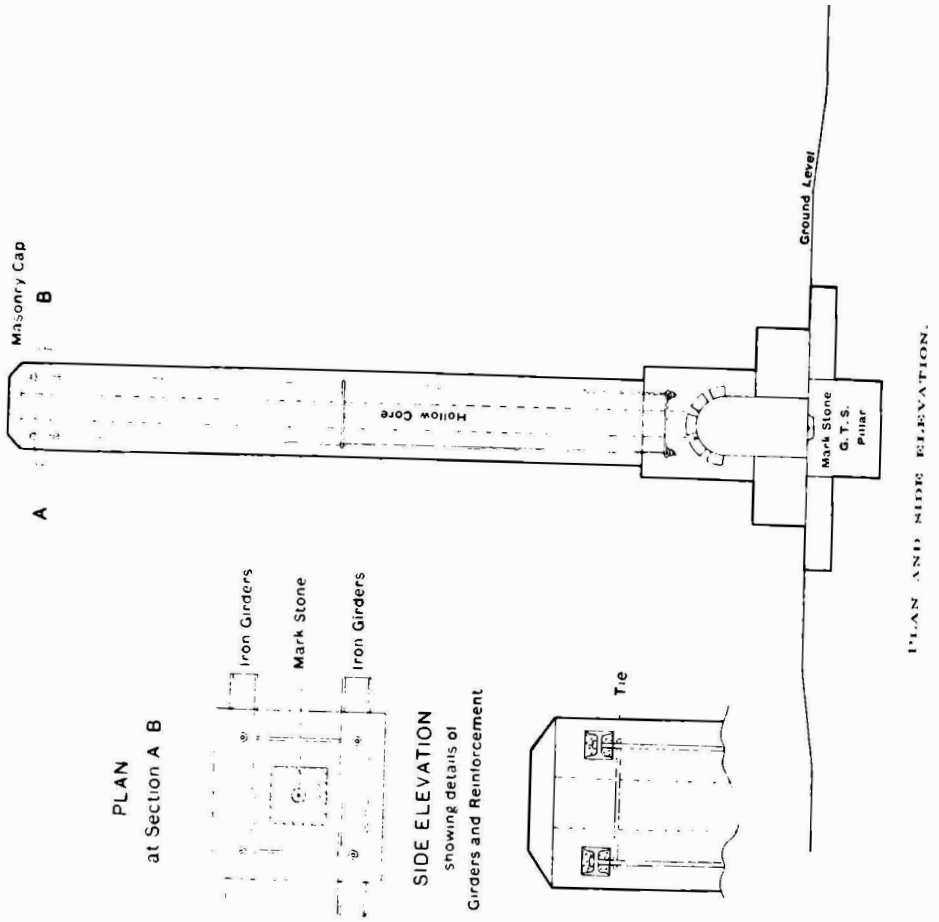 PLAN
at Section A B
Iron Girders
Mark Stone
Iron Girders
SIDE ELEVATION
showing details of
Girders and Reinforcement
Tie
Masonry Cap
A
B
Hollow Core
Ground Level
Mark Stone
G. T. S.
Pillar
PLAN AND SIDE ELEVATION.